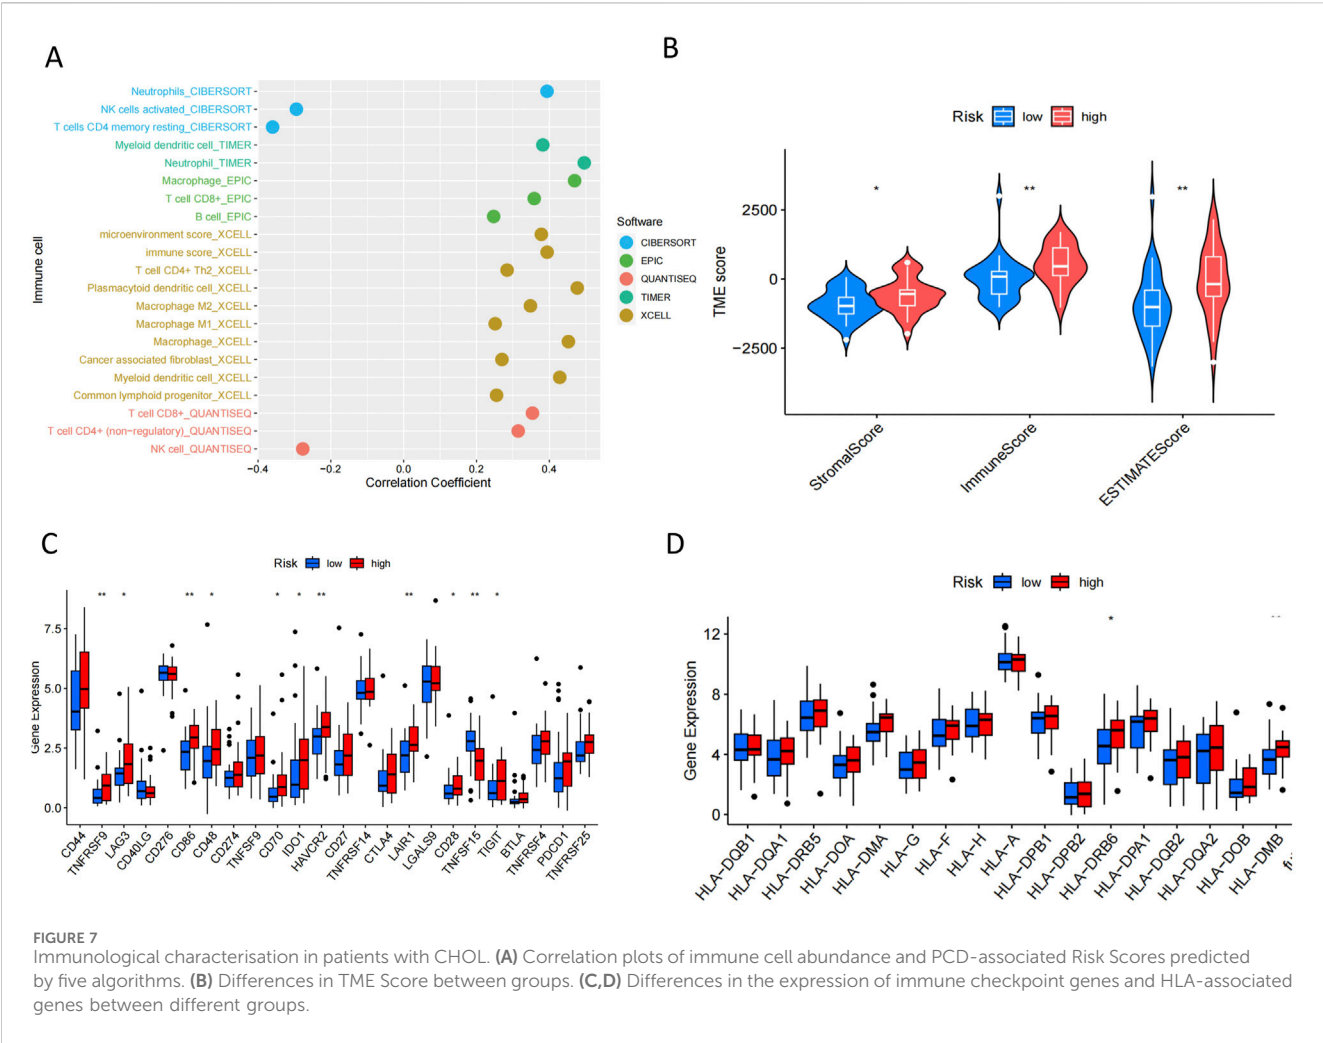 A
Neutrophils_CIBERSORT
NK cells activated_CIBERSORT
T cells CD4 memory resting_CIBERSORT
Myeloid dendritic cell_TIMER
Neutrophil_TIMER
Macrophage_EPIC
T cell CD8+_EPIC
B cell_EPIC
microenvironment score_XCELL
immune score_XCELL
T cell CD4+ Th2_XCELL
Plasmacytoid dendritic cell_XCELL
Macrophage M2_XCELL
Macrophage M1_XCELL
Macrophage_XCELL
Cancer associated fibroblast_XCELL
Myeloid dendritic cell_XCELL
Common lymphoid progenitor_XCELL
T cell CD8+_QUANTISEQ
T cell CD4+ (non−regulatory)_QUANTISEQ
NK cell_QUANTISEQ
Immune cell
−0.4 −0.2 0.0 0.2 0.4
Correlation Coefficient
Software
CIBERSORT
EPIC
QUANTISEQ
TIMER
XCELL
B
Risk low high
* ** **
TME score
2500
0
−2500
StromalScore
ImmuneScore
ESTIMATEScore
C
Risk low high
** * ** * * * ** ** * ** *
Gene Expression
7.5
5.0
2.5
0.0
CD44
TNFRSF9
LAG3
CD40LG
CD276
CD86
CD48
CD274
TNFSF9
CD70
IDO1
HAVCR2
CD27
TNFRSF14
CTLA4
LAIR1
LGALS9
CD28
TNFSF15
TIGIT
BTLA
TNFRSF4
PDCD1
TNFRSF25
D
Risk low high
*
Gene Expression
12
8
4
0
HLA−DQB1
HLA−DQA1
HLA−DRB5
HLA−DOA
HLA−DMA
HLA−G
HLA−F
HLA−H
HLA−A
HLA−DPB1
HLA−DPB2
HLA−DRB6
HLA−DPA1
HLA−DQB2
HLA−DQA2
HLA−DOB
HLA−DMB
FIGURE 7
Immunological characterisation in patients with CHOL. (A) Correlation plots of immune cell abundance and PCD-associated Risk Scores predicted
by five algorithms. (B) Differences in TME Score between groups. (C,D) Differences in the expression of immune checkpoint genes and HLA-associated
genes between different groups.